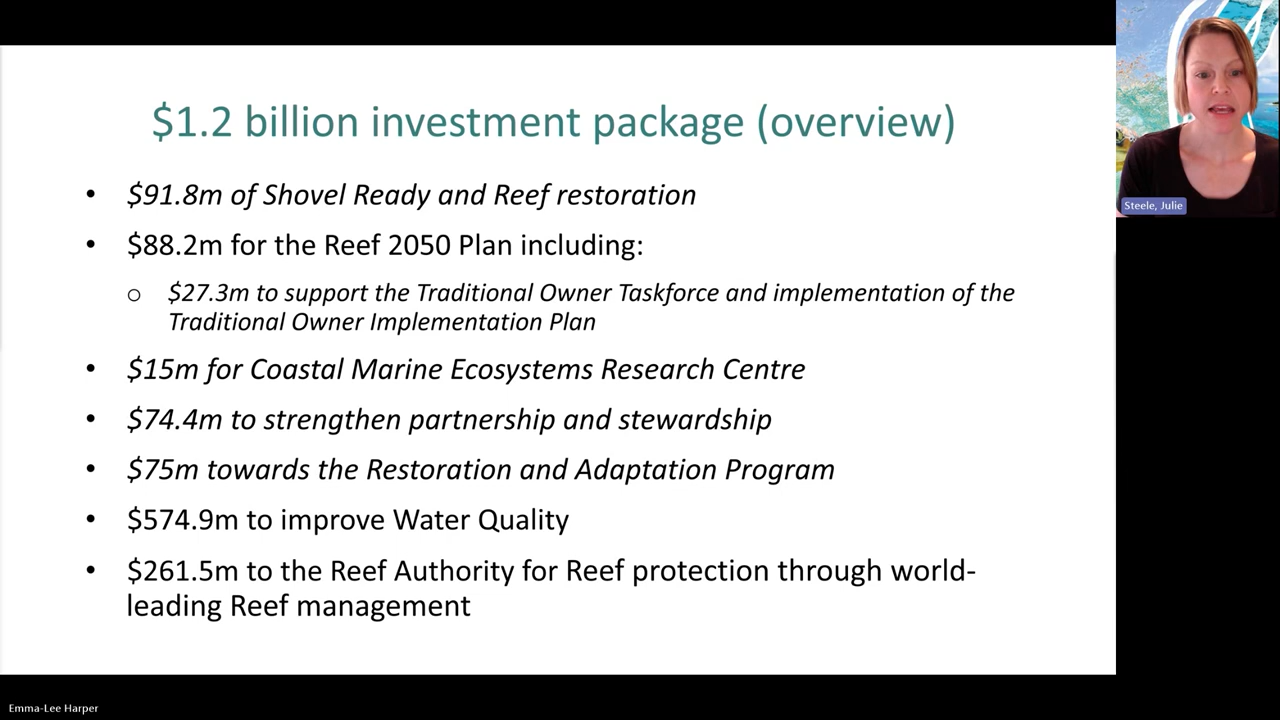 $1.2 billion investment package (overview)
• $91.8m of Shovel Ready and Reef restoration
• $88.2m for the Reef 2050 Plan including:
o $27.3m to support the Traditional Owner Taskforce and implementation of the
Traditional Owner Implementation Plan
• $15m for Coastal Marine Ecosystems Research Centre
• $74.4m to strengthen partnership and stewardship
• $75m towards the Restoration and Adaptation Program
• $574.9m to improve Water Quality
• $261.5m to the Reef Authority for Reef protection through world-
leading Reef management
Steele, Julie
Emma-Lee Harper